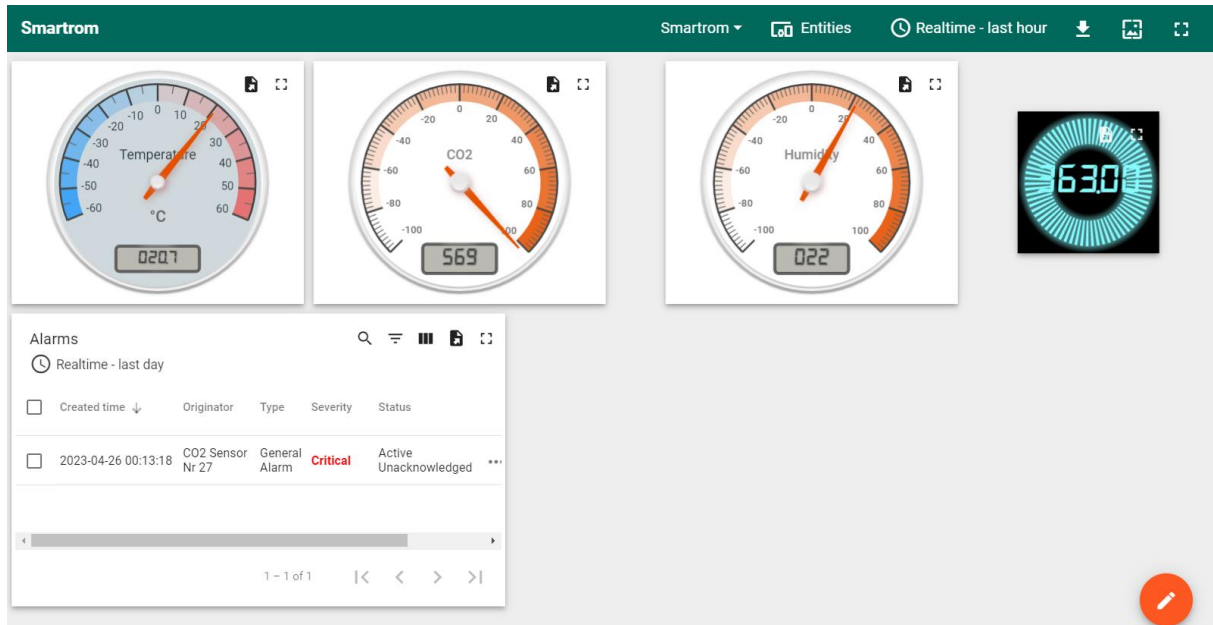 Smartrom
Smartrom Entities Realtime - last hour
-60 -50 -40 -30 -20 -10 0 10 20 30 40 50 60
Temperature
°C
020.7
-100 -80 -60 -40 -20 0 20 40 60 80
CO2
569
-100 -80 -60 -40 -20 0 20 40 60 80 100
Humidity
022
63.00
Alarms
Realtime - last day
Created time Originator Type Severity Status
2023-04-26 00:13:18 CO2 Sensor Nr 27 General Alarm Critical Active Unacknowledged
1 – 1 of 1